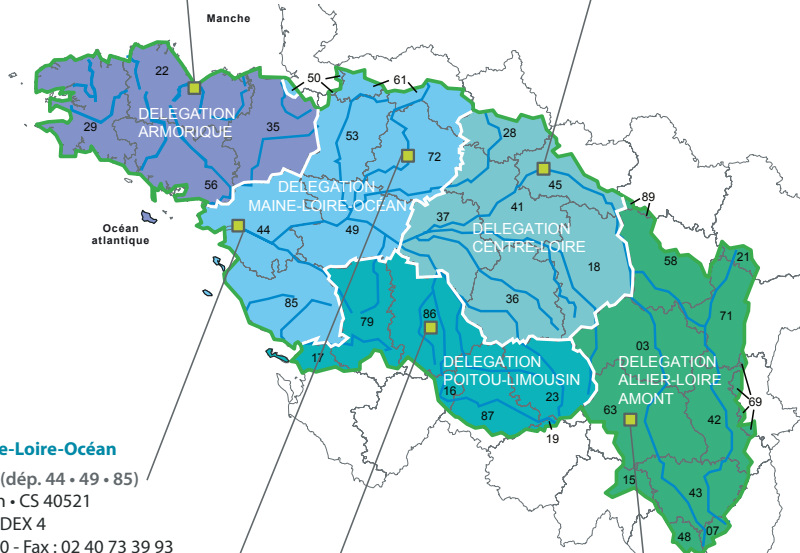 Manche
50
61
22
DELEGATION
ARMORIQUE
29
35
53
28
72
56
DELEGATION
MAINE-LOIRE-OCÉAN
45
41
89
Océan
atlantique
44
49
37
DELEGATION
CENTRE-LOIRE
58
21
18
85
36
79
86
71
03
17
DELEGATION
POITOU-LIMOUSIN
DELEGATION
ALLIER-LOIRE
AMONT
16
23
69
87
63
42
19
15
43
48
07
e-Loire-Océan
(dép. 44 • 49 • 85)
n • CS 40521
DEX 4
0 - Fax : 02 40 73 39 93